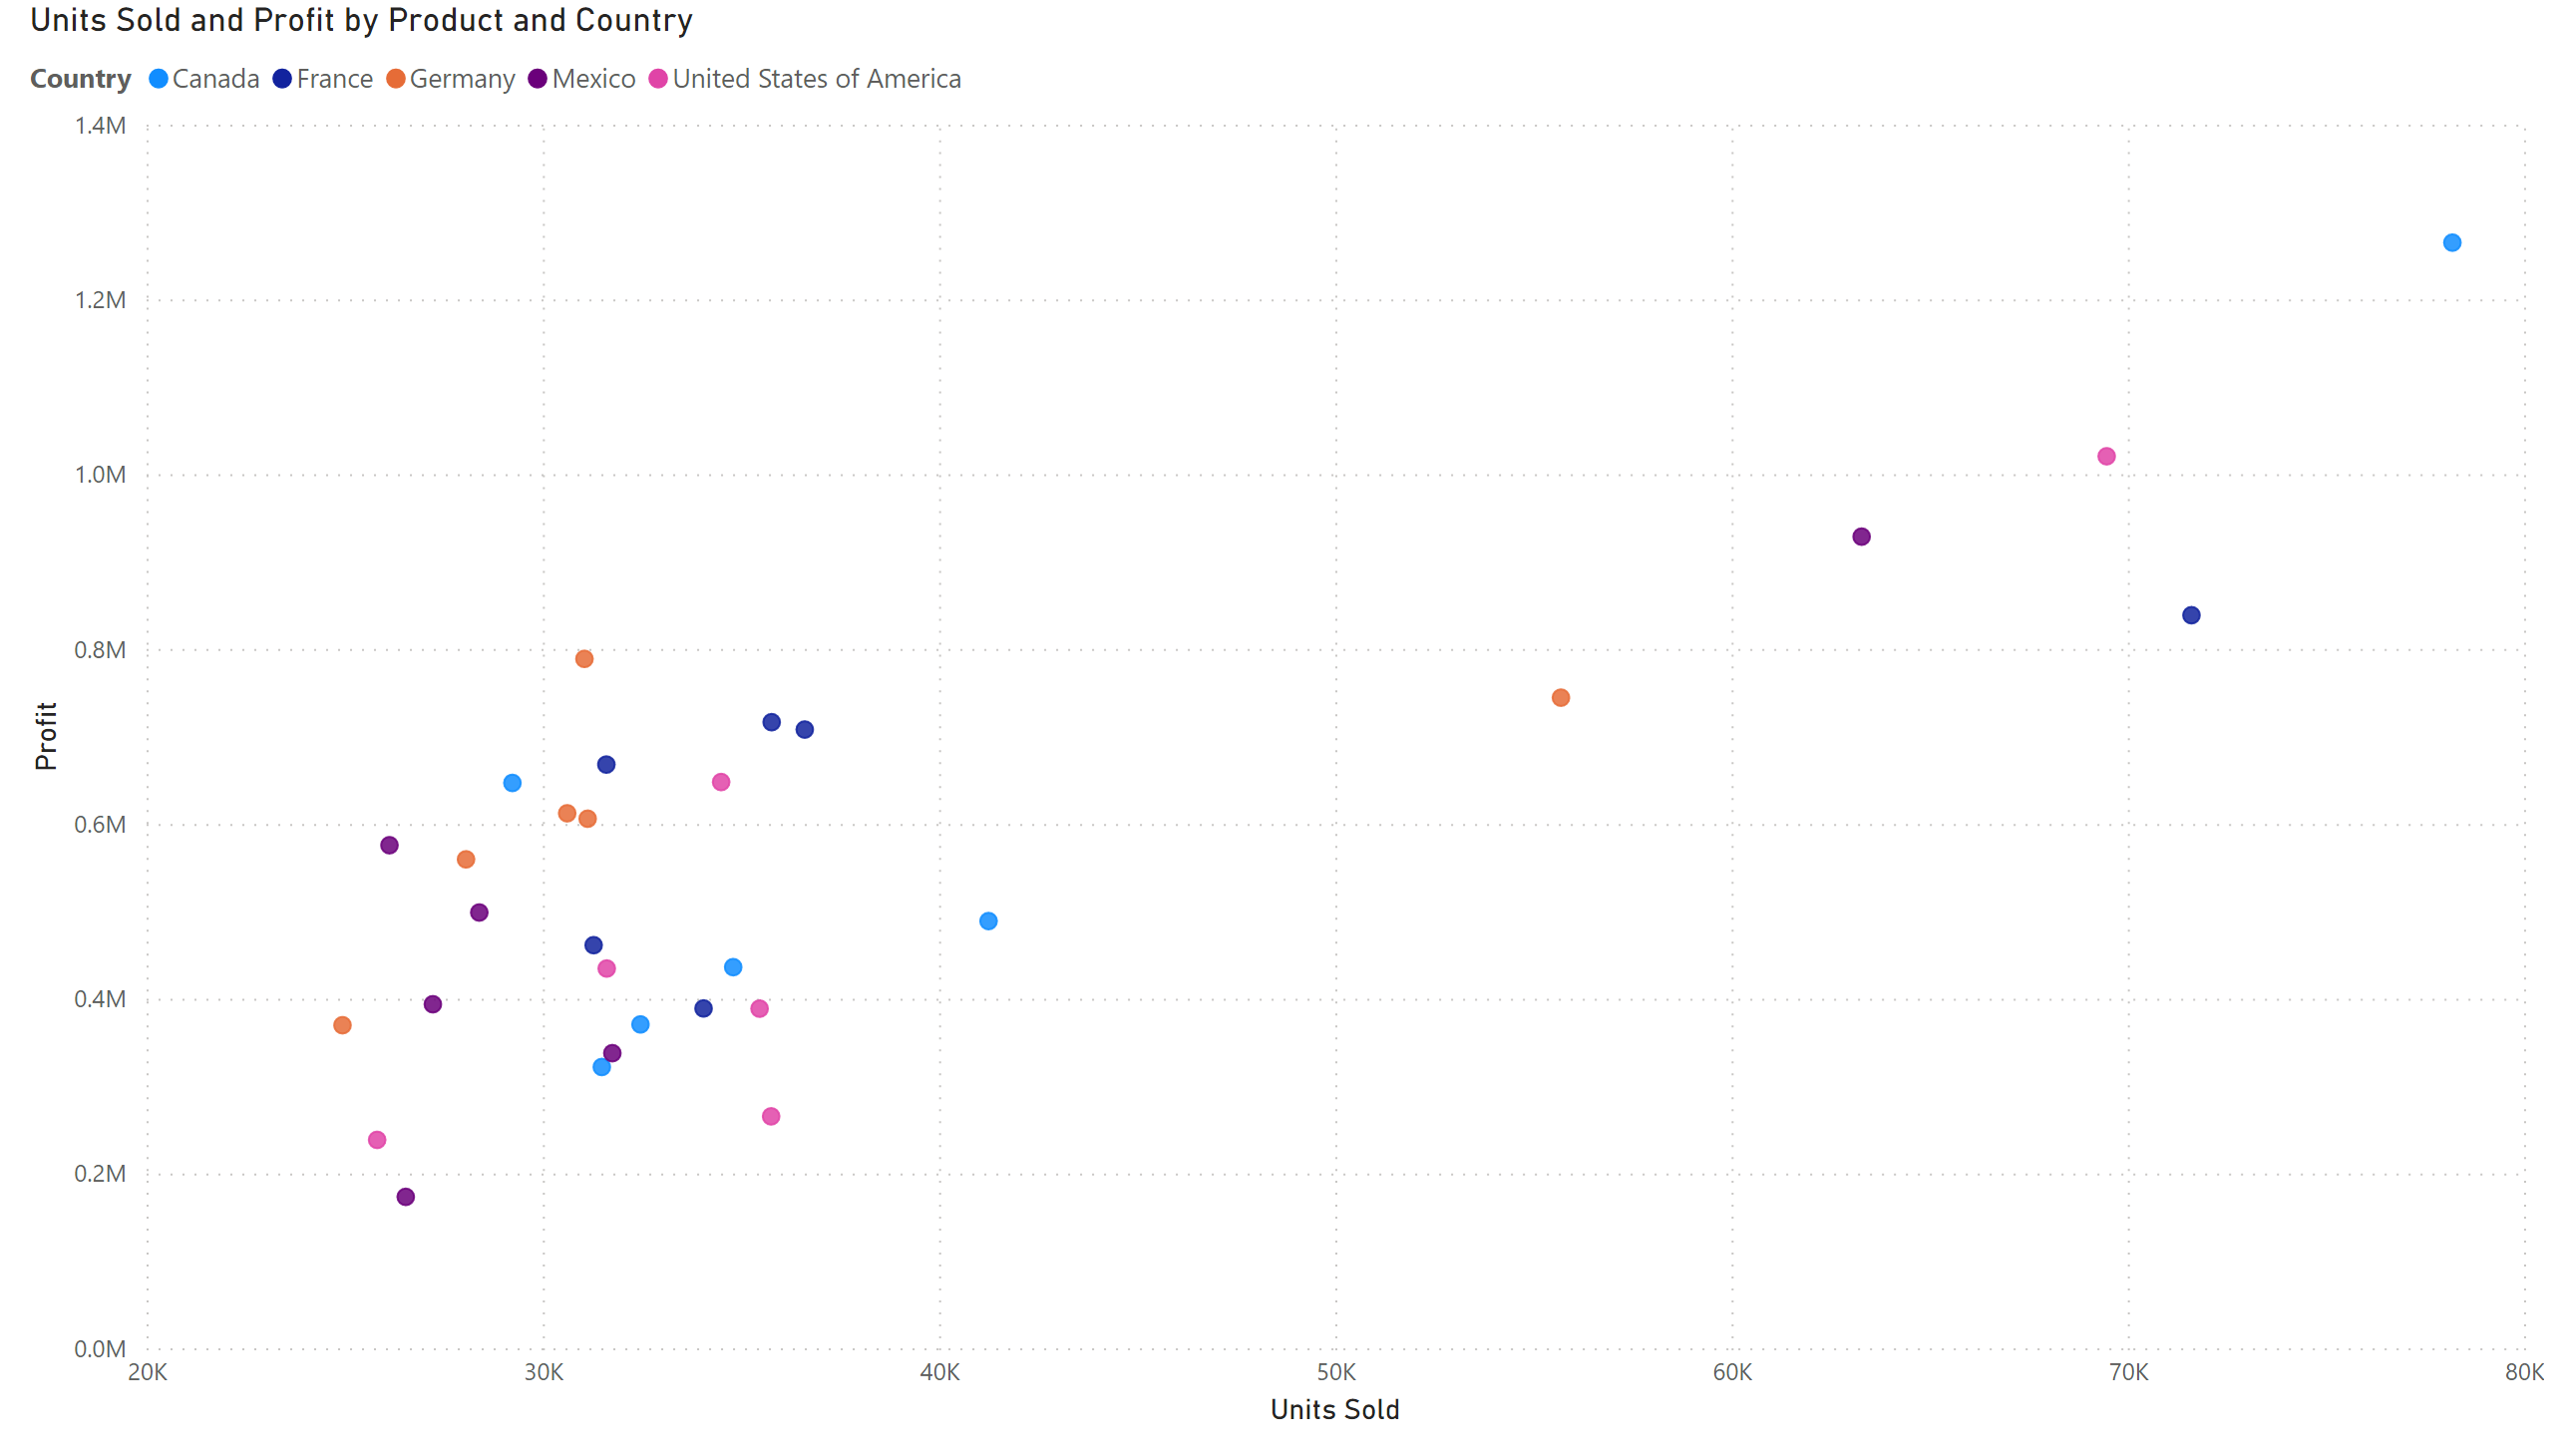 Units Sold and Profit by Product and Country
Country Canada France Germany Mexico United States of America
1.4M
1.2M
1.0M
0.8M
0.6M
0.4M
0.2M
0.0M
Profit
20K 30K 40K 50K 60K 70K 80K
Units Sold